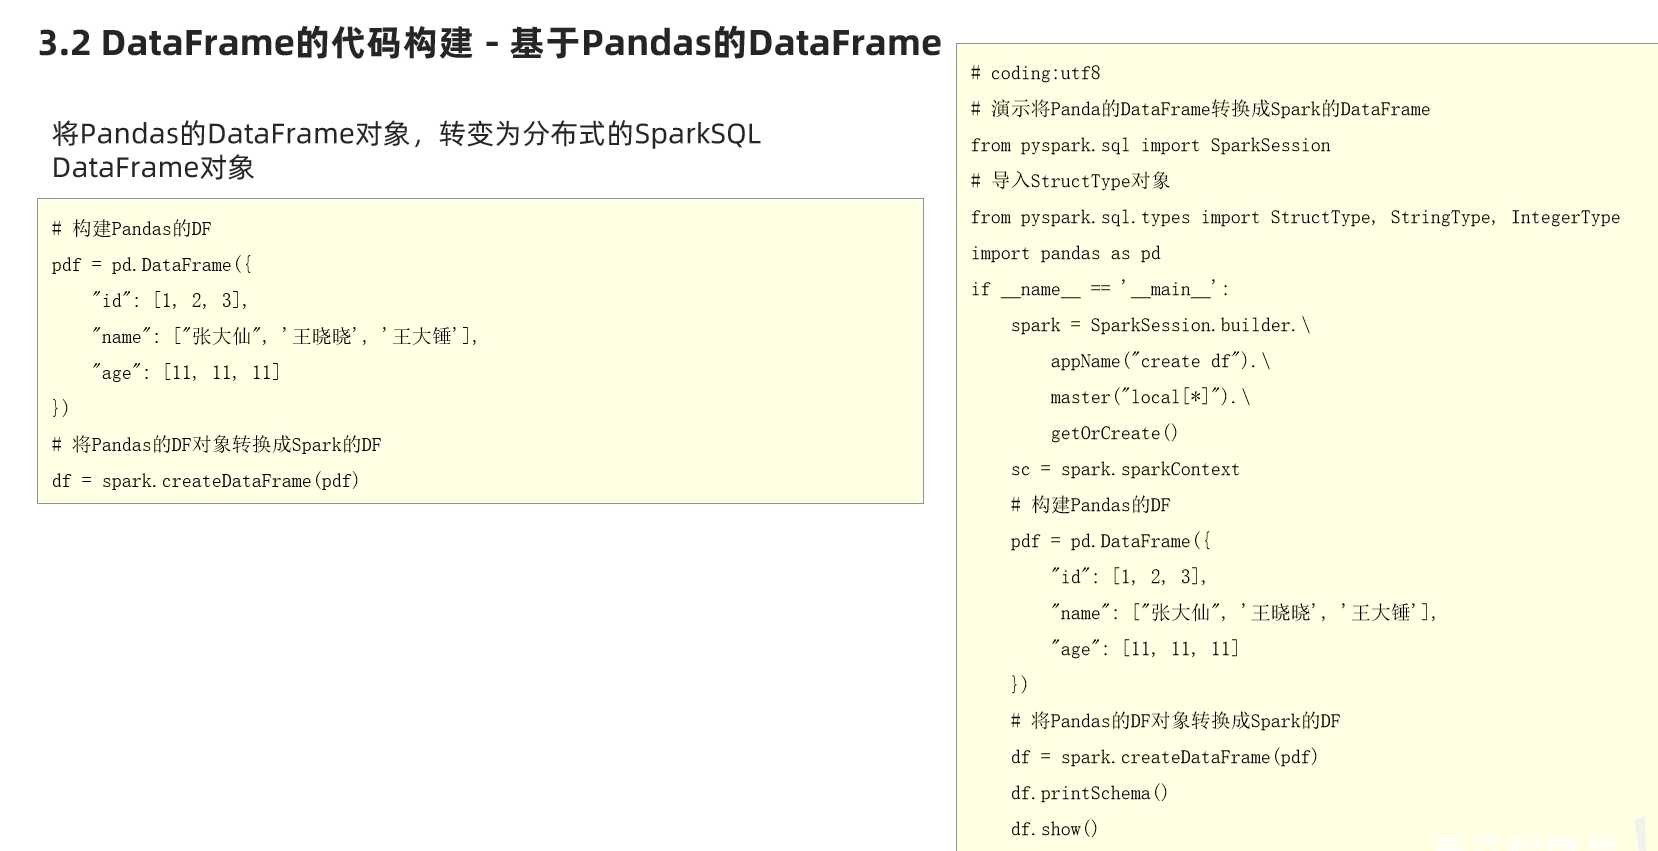 3.2 DataFrame的代码构建 - 基于Pandas的DataFrame
将Pandas的DataFrame对象，转变为分布式的SparkSQL
DataFrame对象
# 构建Pandas的DF
pdf = pd.DataFrame({
    "id": [1, 2, 3],
    "name": ["张大仙", '王晓晓', '王大锤'],
    "age": [11, 11, 11]
})
# 将Pandas的DF对象转换成Spark的DF
df = spark.createDataFrame(pdf)
# coding:utf8
# 演示将Panda的DataFrame转换成Spark的DataFrame
from pyspark.sql import SparkSession
# 导入StructType对象
from pyspark.sql.types import StructType, StringType, IntegerType
import pandas as pd
if __name__ == '__main__':
    spark = SparkSession.builder.\
        appName("create df").\
        master("local[*]").\
        getOrCreate()
    sc = spark.sparkContext
    # 构建Pandas的DF
    pdf = pd.DataFrame({
        "id": [1, 2, 3],
        "name": ["张大仙", '王晓晓', '王大锤'],
        "age": [11, 11, 11]
    })
    # 将Pandas的DF对象转换成Spark的DF
    df = spark.createDataFrame(pdf)
    df.printSchema()
    df.show()